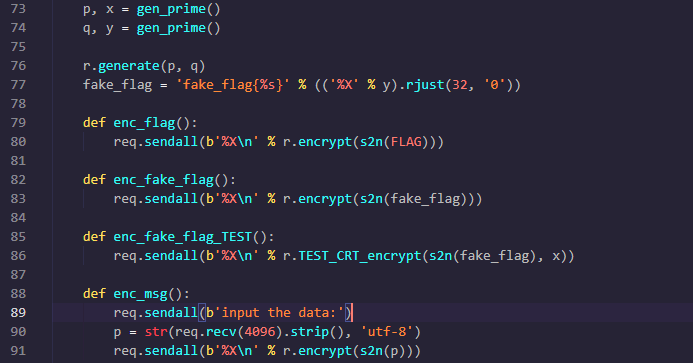 73 p, x = gen_prime()
74 q, y = gen_prime()
75
76 r.generate(p, q)
77 fake_flag = 'fake_flag{%s}' % (('%X' % y).rjust(32, '0'))
78
79 def enc_flag():
80 req.sendall(b'%X\n' % r.encrypt(s2n(FLAG)))
81
82 def enc_fake_flag():
83 req.sendall(b'%X\n' % r.encrypt(s2n(fake_flag)))
84
85 def enc_fake_flag_TEST():
86 req.sendall(b'%X\n' % r.TEST_CRT_encrypt(s2n(fake_flag), x))
87
88 def enc_msg():
89 req.sendall(b'input the data:')
90 p = str(req.recv(4096).strip(), 'utf-8')
91 req.sendall(b'%X\n' % r.encrypt(s2n(p)))